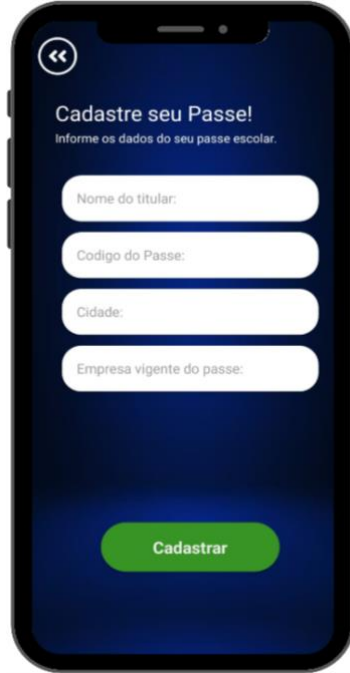 Cadastre seu Passe!
Informe os dados do seu passe escolar.
Nome do titular:
Codigo do Passe:
Cidade:
Empresa vigente do passe:
Cadastrar